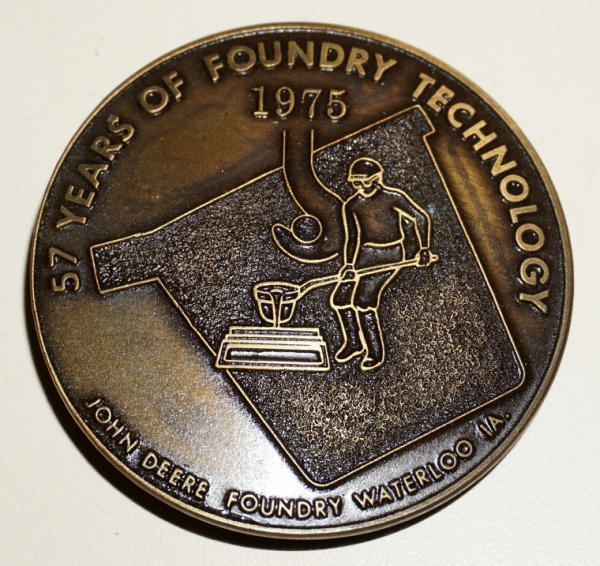 57 YEARS OF FOUNDRY TECHNOLOGY
1975
JOHN DEERE FOUNDRY WATERLOO IA.